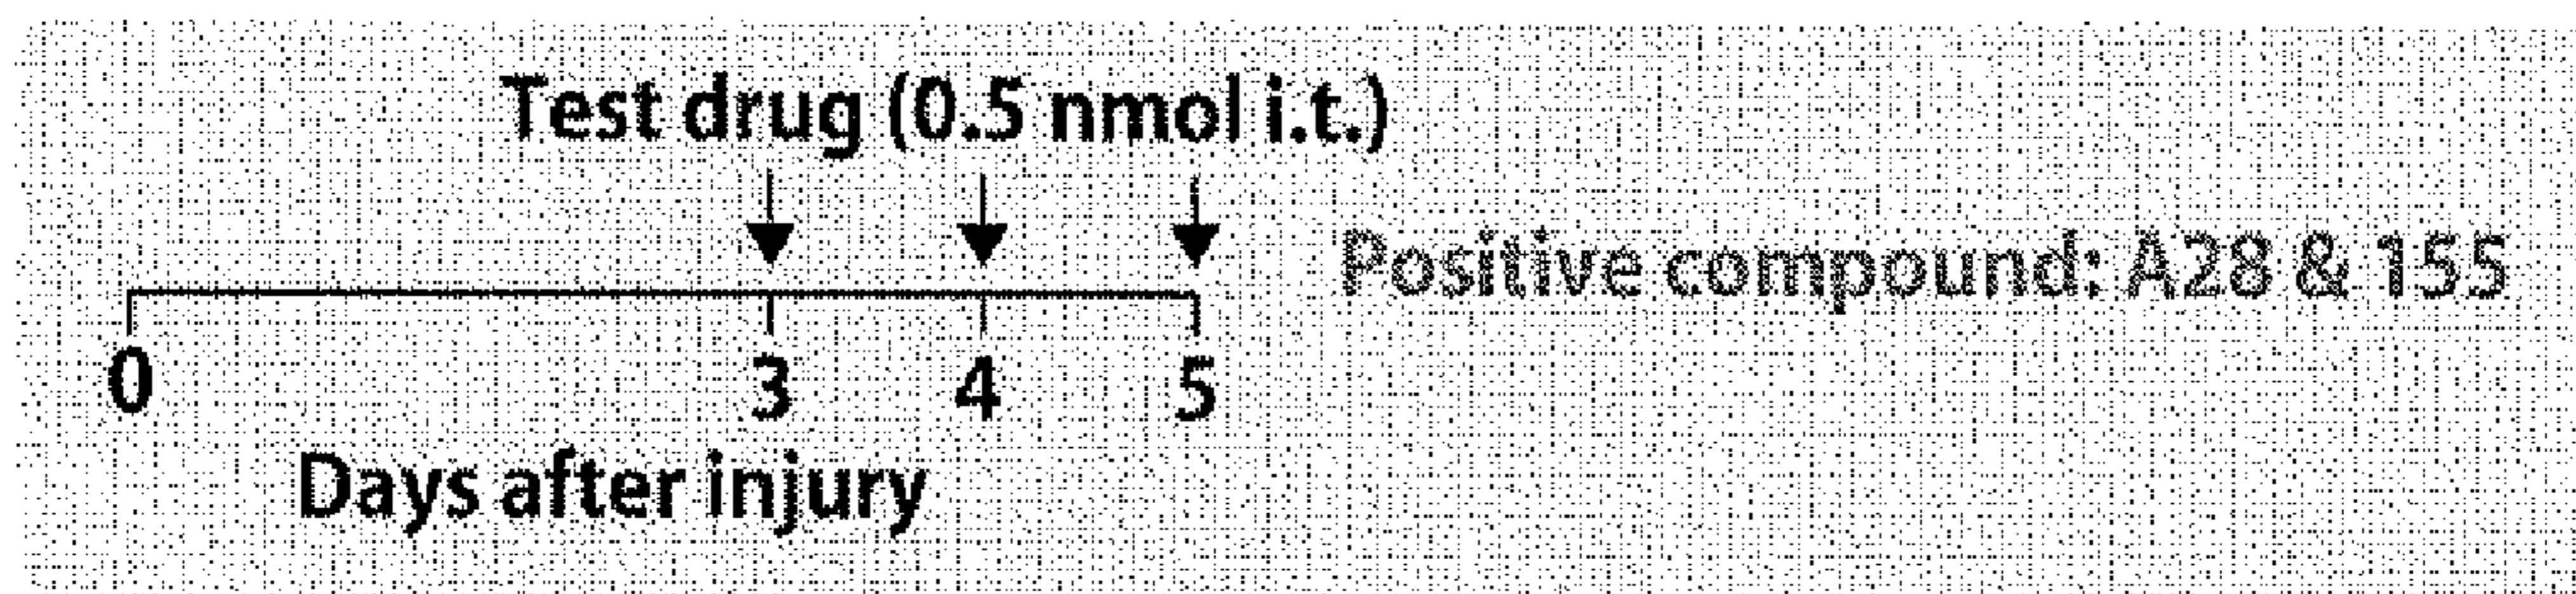 Test drug (0.5 nmol i.t.)
Positive compound: A28 & 155
0 3 4 5
Days after injury